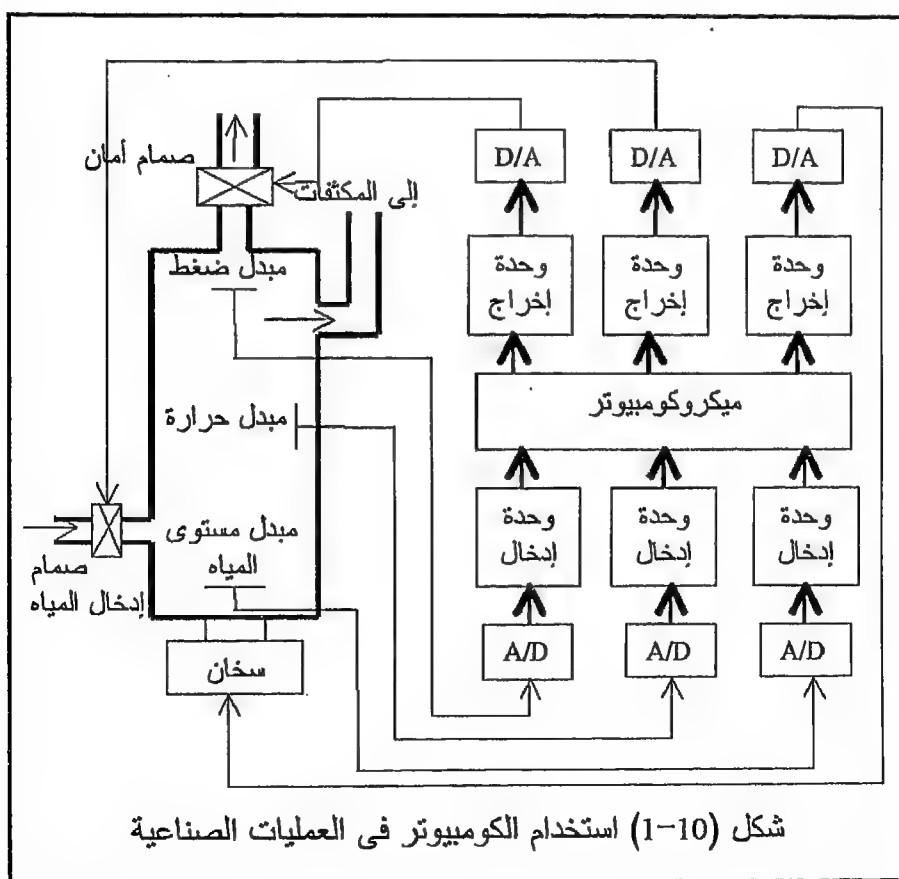 D/A
D/A
D/A
صمام أمان
إلى المكثفات
مبدل ضغط
وحدة
إخراج
وحدة
إخراج
وحدة
إخراج
ميكروكومبيوتر
مبدل حرارة
وحدة
إدخال
وحدة
إدخال
وحدة
إدخال
مبدل مستوى
المياه
صمام
إدخال المياه
A/D
A/D
A/D
سخان
شكل (10-1) استخدام الكومبيوتر فى العمليات الصناعية